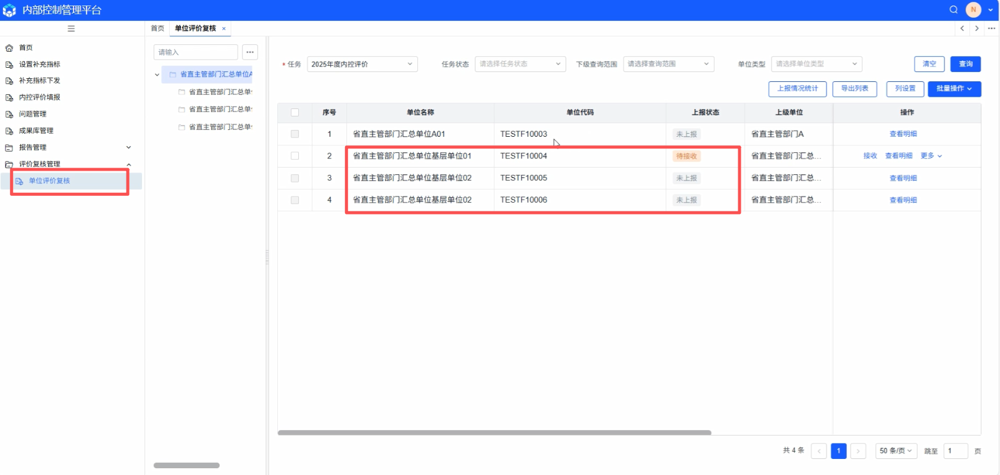 内部控制管理平台
N
首页
单位评价复核 ×
首页
设置补充指标
补充指标下发
内控评价填报
问题管理
成果库管理
报告管理
评价复核管理
单位评价复核
请输入
省直主管部门汇总单位A
省直主管部门汇总单
省直主管部门汇总单
省直主管部门汇总单
* 任务 2025年度内控评价 任务状态 请选择任务状态 下级查询范围 请选择查询范围 单位类型 请选择单位类型 清空 查询
上报情况统计 导出列表 列设置 批量操作
序号 单位名称 单位代码 上报状态 上级单位 操作
1 省直主管部门汇总单位A01 TESTF10003 未上报 省直主管部门A 查看明细
2 省直主管部门汇总单位基层单位01 TESTF10004 待接收 省直主管部门汇总... 接收 查看明细 更多
3 省直主管部门汇总单位基层单位02 TESTF10005 未上报 省直主管部门汇总... 查看明细
4 省直主管部门汇总单位基层单位02 TESTF10006 未上报 省直主管部门汇总... 查看明细
共 4 条 < 1 > 50 条/页 跳至 1 页